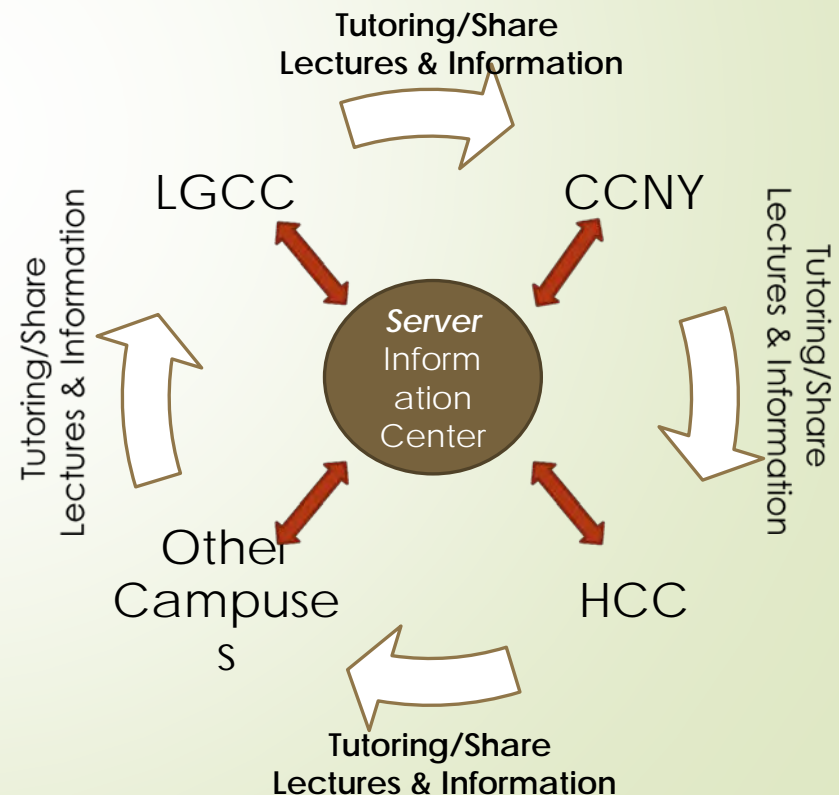 Tutoring/Share
Lectures & Information
LGCC
CCNY
Tutoring/Share
Lectures & Information
Tutoring/Share
Lectures & Information
Server
Inform
ation
Center
Other
Campuse
s
HCC
Tutoring/Share
Lectures & Information